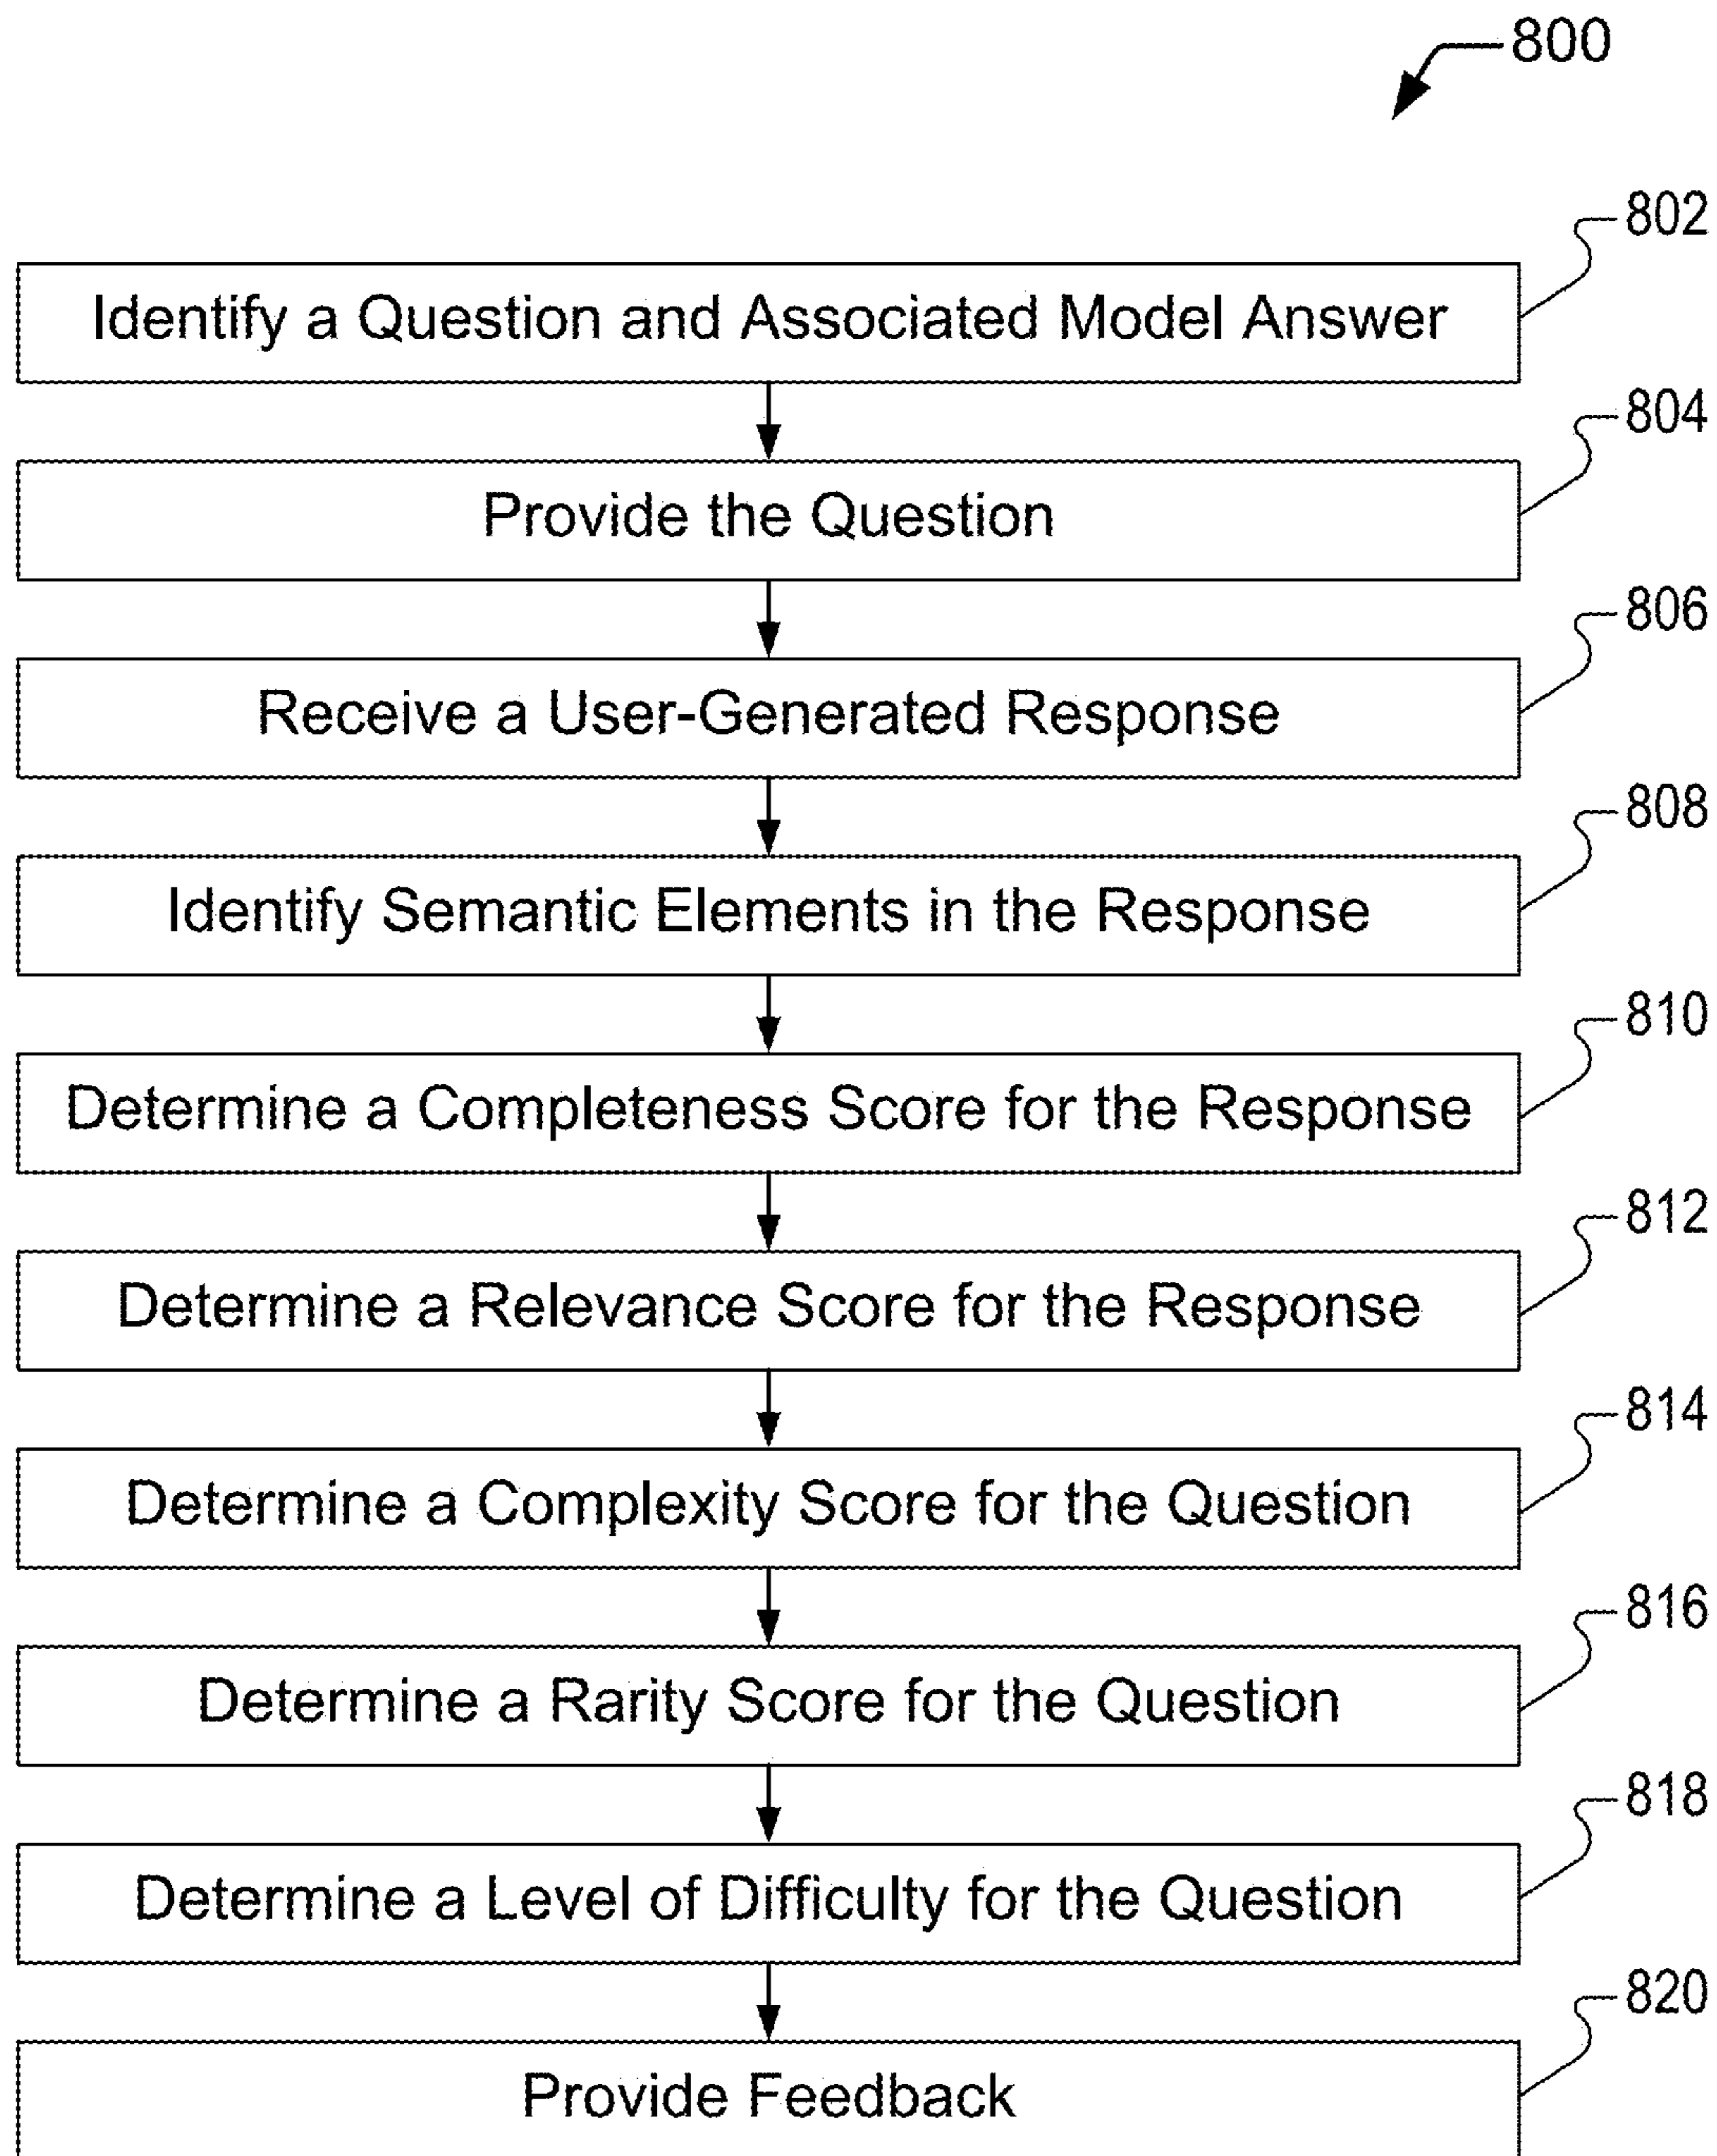 800
802
Identify a Question and Associated Model Answer
804
Provide the Question
806
Receive a User-Generated Response
808
Identify Semantic Elements in the Response
810
Determine a Completeness Score for the Response
812
Determine a Relevance Score for the Response
814
Determine a Complexity Score for the Question
816
Determine a Rarity Score for the Question
818
Determine a Level of Difficulty for the Question
820
Provide Feedback